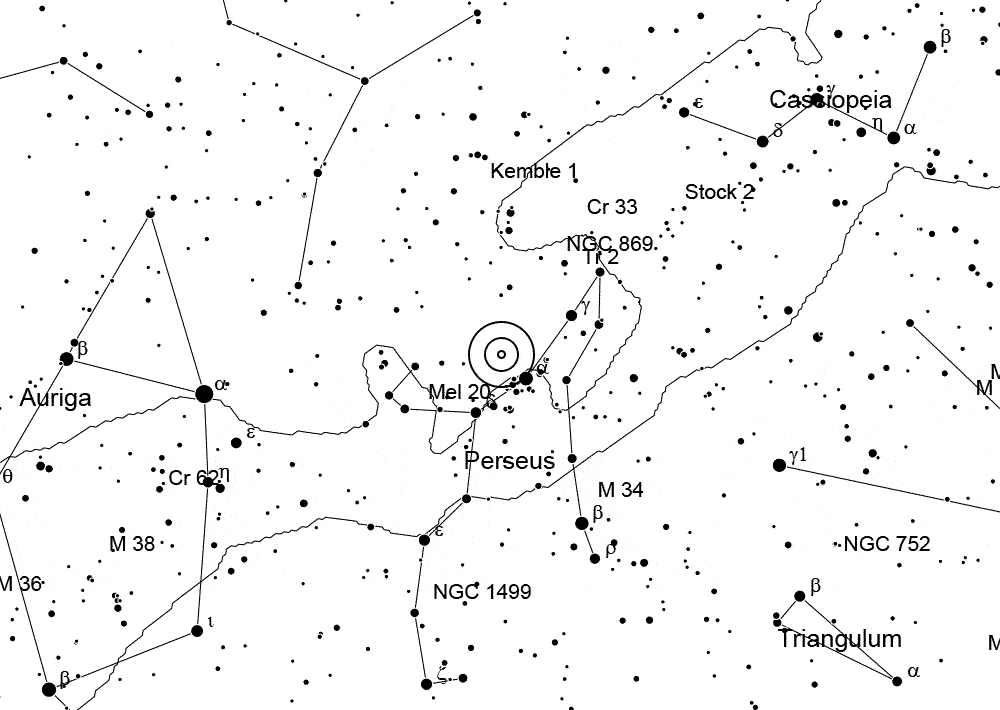 β
Cassiopeia
γ
ε
δ
η
α
Kemble 1
Stock 2
Cr 33
NGC 869
Tr 2
γ
β
α
α
M
M
Auriga
Mel 20
ε
Perseus
γ1
θ
Cr 62
η
M 34
β
ε
ρ
M 38
NGC 752
M 36
NGC 1499
β
ι
Triangulum
M
ζ
α
β